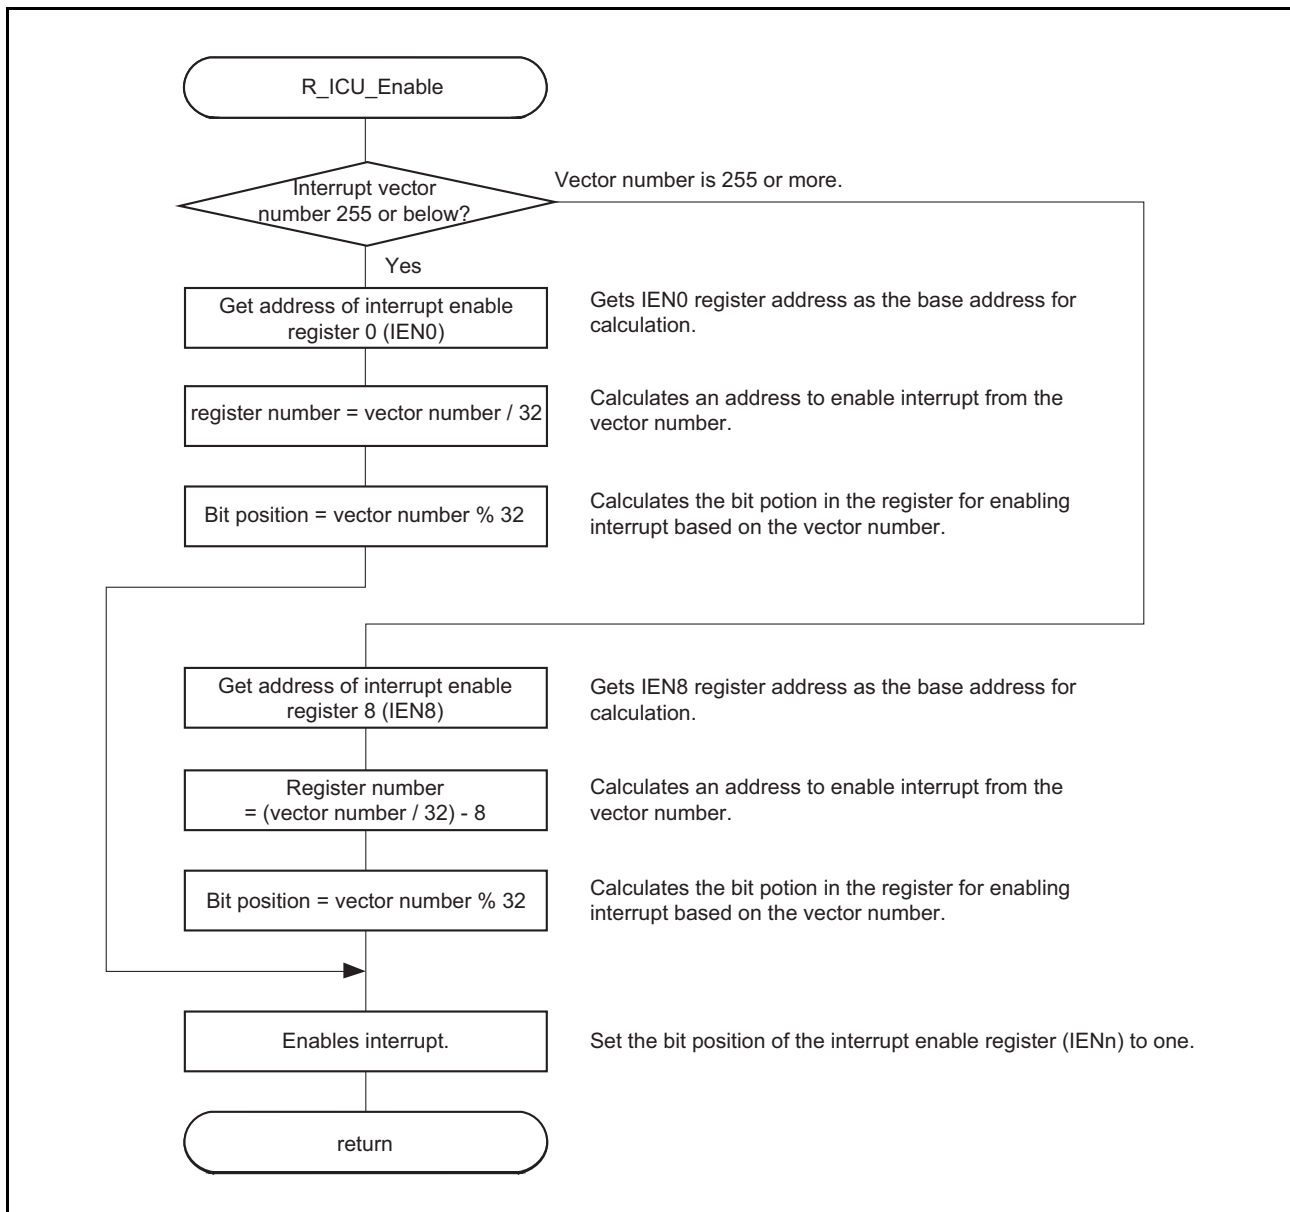 R_ICU_Enable
Interrupt vector
number 255 or below?
Vector number is 255 or more.
Yes
Get address of interrupt enable
register 0 (IEN0)
Gets IEN0 register address as the base address for
calculation.
register number = vector number / 32
Calculates an address to enable interrupt from the
vector number.
Bit position = vector number % 32
Calculates the bit potion in the register for enabling
interrupt based on the vector number.
Get address of interrupt enable
register 8 (IEN8)
Gets IEN8 register address as the base address for
calculation.
Register number
= (vector number / 32) - 8
Calculates an address to enable interrupt from the
vector number.
Bit position = vector number % 32
Calculates the bit potion in the register for enabling
interrupt based on the vector number.
Enables interrupt.
Set the bit position of the interrupt enable register (IENn) to one.
return